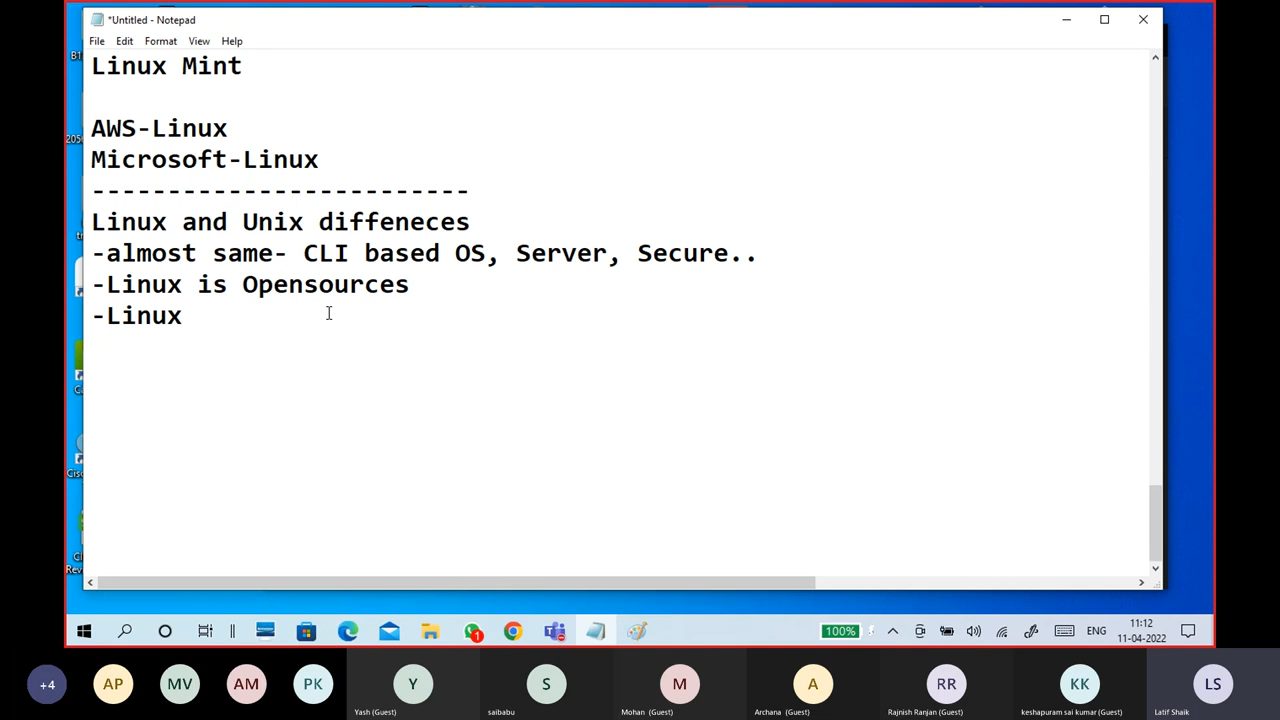 *Untitled - Notepad
File Edit Format View Help
Linux Mint
AWS-Linux
Microsoft-Linux
-------------------------
Linux and Unix diffeneces
-almost same- CLI based OS, Server, Secure..
-Linux is Opensources
-Linux
100% ENG 11:12
11-04-2022
1
+4 AP MV AM PK Y S M A RR KK LS
Yash (Guest) saibabu Mohan (Guest) Archana (Guest) Rajnish Ranjan (Guest) keshapuram sai kumar (Guest) Latif Shaik